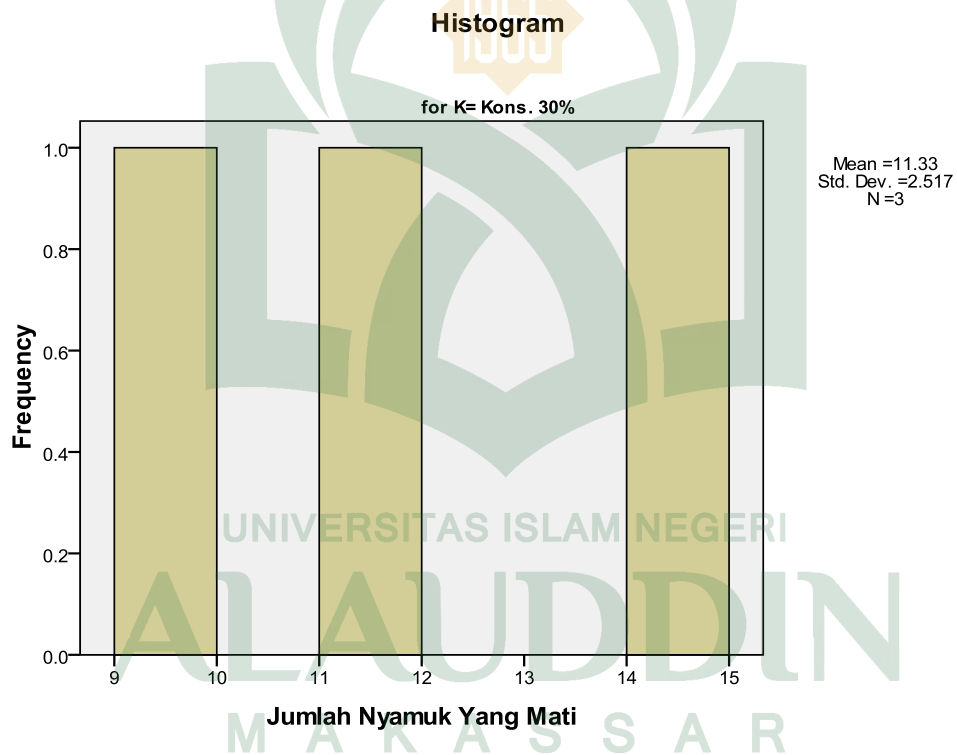 Histogram
for K= Kons. 30%
Mean =11.33
Std. Dev. =2.517
N =3
Frequency
1.0
0.8
0.6
0.4
0.2
0.0
9 10 11 12 13 14 15
Jumlah Nyamuk Yang Mati
1965
UNIVERSITAS ISLAM NEGERI
ALAUDDIN
MAKASSAR